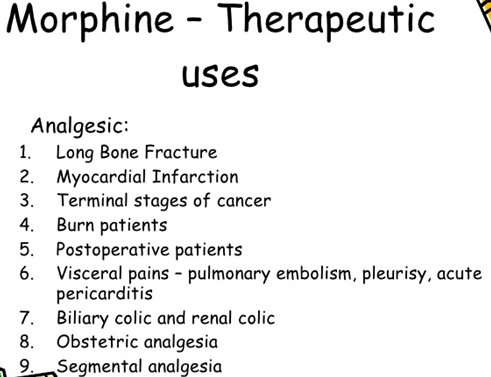 Morphine – Therapeutic
uses
Analgesic:
1. Long Bone Fracture
2. Myocardial Infarction
3. Terminal stages of cancer
4. Burn patients
5. Postoperative patients
6. Visceral pains – pulmonary embolism, pleurisy, acute
pericarditis
7. Biliary colic and renal colic
8. Obstetric analgesia
9. Segmental analgesia